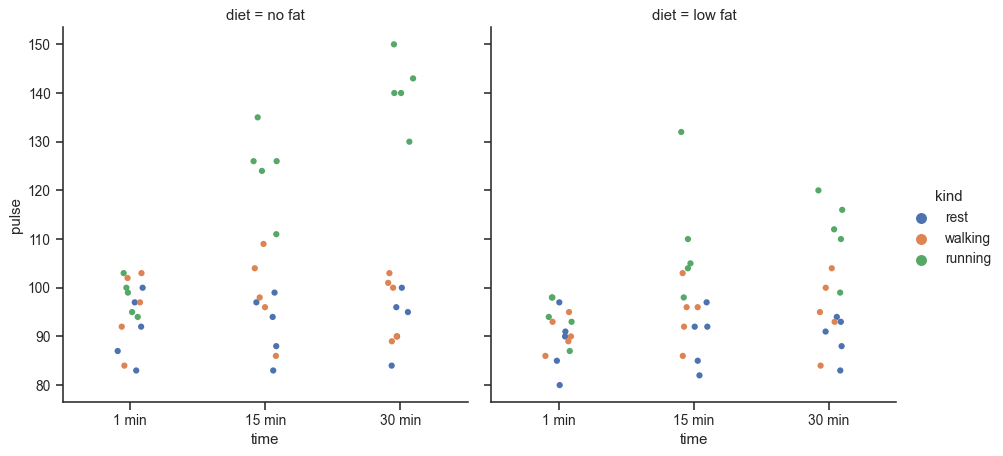 diet = no fat
diet = low fat
150
140
130
120
110
100
90
80
pulse
1 min
15 min
30 min
time
1 min
15 min
30 min
time
kind
rest
walking
running